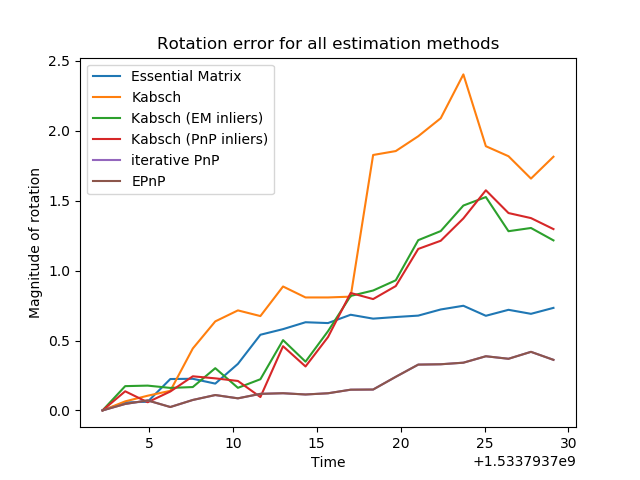 Rotation error for all estimation methods
Essential Matrix
Kabsch
Kabsch (EM inliers)
Kabsch (PnP inliers)
iterative PnP
EPnP
Magnitude of rotation
2.5
2.0
1.5
1.0
0.5
0.0
5 10 15 20 25 30
Time
+1.5337937e9